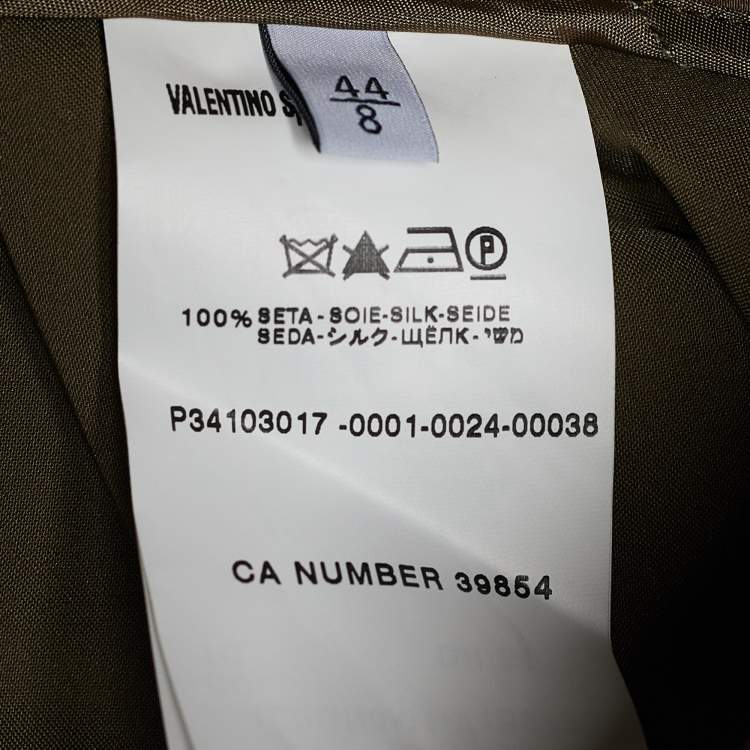 VALENTINO
44
8
P
100% SETA-SOIE-SILK-SEIDE
SEDA-シルク-ЩЁЛК-משי
P34103017 -0001-0024-00038
CA NUMBER 39854